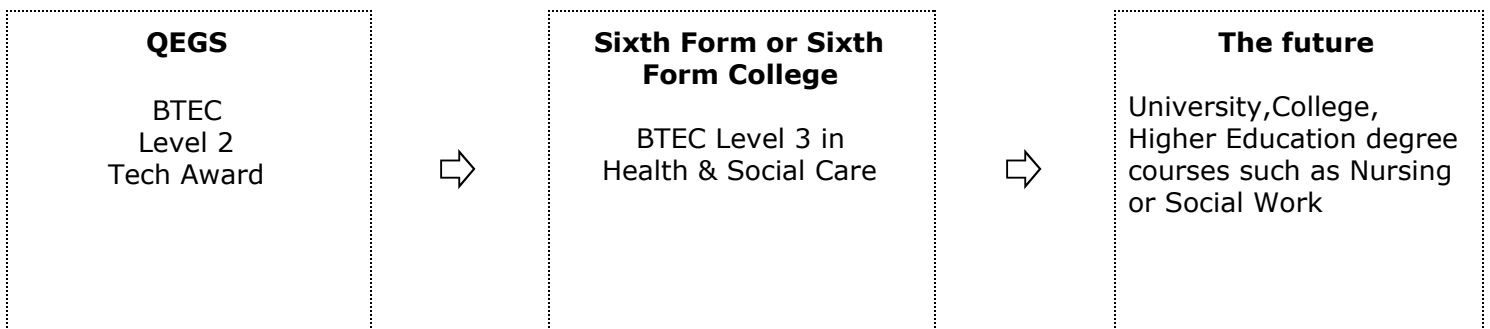 QEGS
BTEC
Level 2
Tech Award
Sixth Form or Sixth
Form College
BTEC Level 3 in
Health & Social Care
The future
University,College,
Higher Education degree
courses such as Nursing
or Social Work